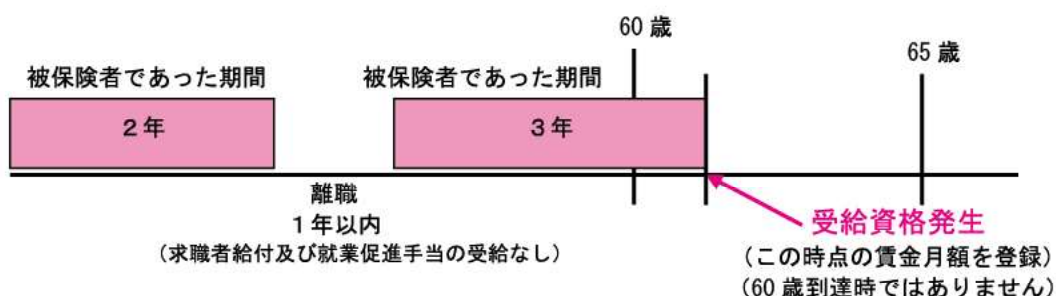 60 歳
65 歳
被保険者であった期間
被保険者であった期間
２年
３年
離職
１年以内
（求職者給付及び就業促進手当の受給なし）
受給資格発生
（この時点の賃金月額を登録）
（60 歳到達時ではありません）